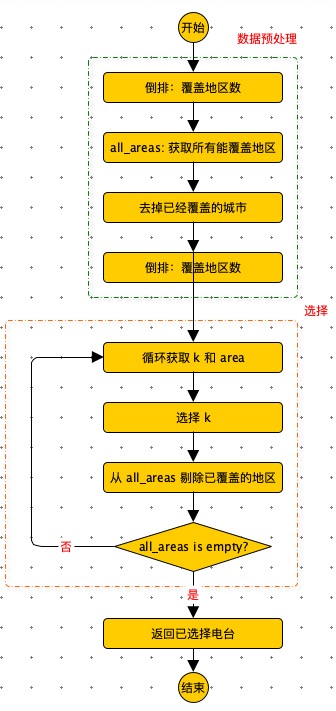 开始
数据预处理
倒排：覆盖地区数
all_areas: 获取所有能覆盖地区
去掉已经覆盖的城市
倒排：覆盖地区数
选择
循环获取 k 和 area
选择 k
从 all_areas 剔除已覆盖的地区
all_areas is empty?
否
是
返回已选择电台
结束